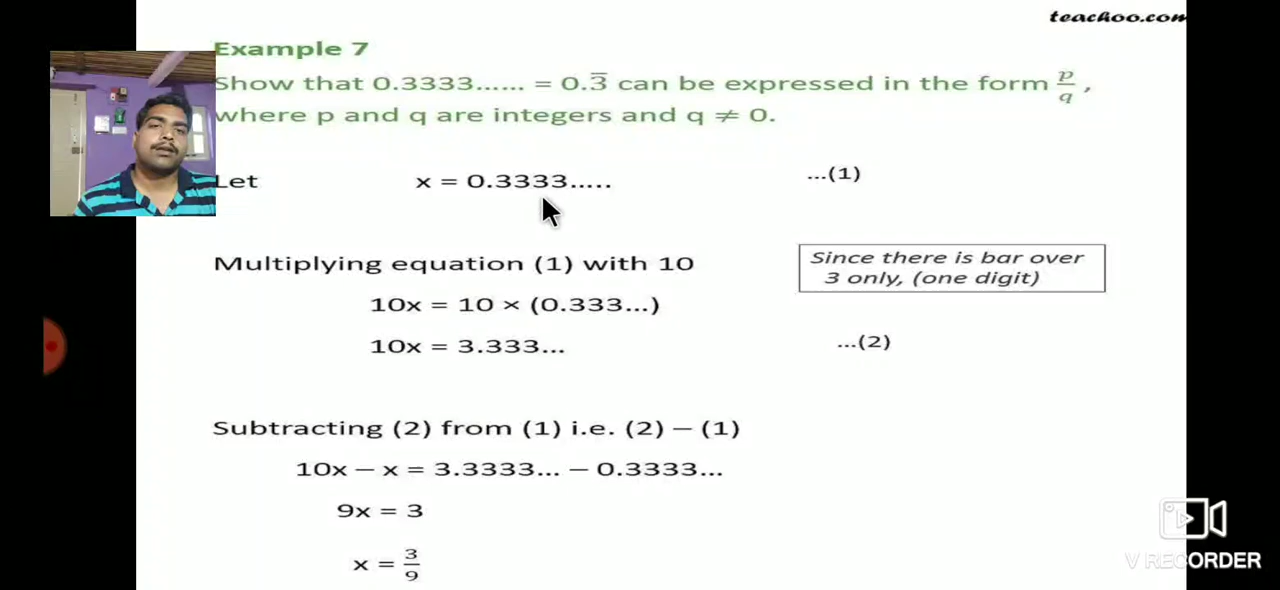 teachoo.com
Example 7
Show that 0.3333...... = 0.3̅ can be expressed in the form p/q ,
where p and q are integers and q ≠ 0.
Let x = 0.3333..... ...(1)
Multiplying equation (1) with 10
Since there is bar over
3 only, (one digit)
10x = 10 × (0.333...)
10x = 3.333... ...(2)
Subtracting (2) from (1) i.e. (2) – (1)
10x – x = 3.3333... – 0.3333...
9x = 3
x = 3/9
V RECORDER